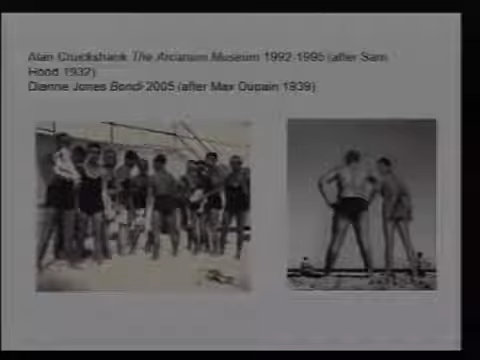 Alan Cruickshank The Arcanum Museum 1992-1995 (after Sam
Hood 1932)
Dianne Jones Bondi 2005 (after Max Dupain 1939)